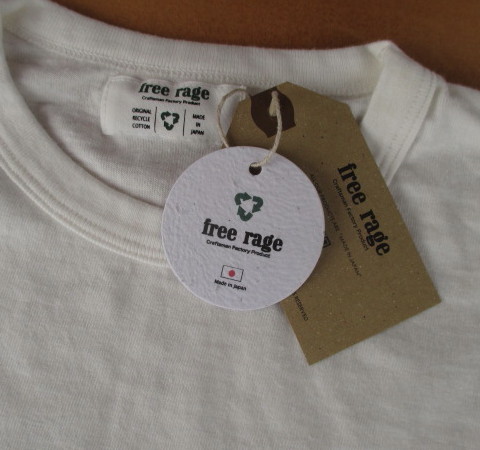 free rage
Craftsman Factory Product
ORIGINAL
RECYCLE
COTTON
MADE
IN
JAPAN
free rage
Craftsman Factory Product
Made in Japan
free rage
Craftsman Factory Product